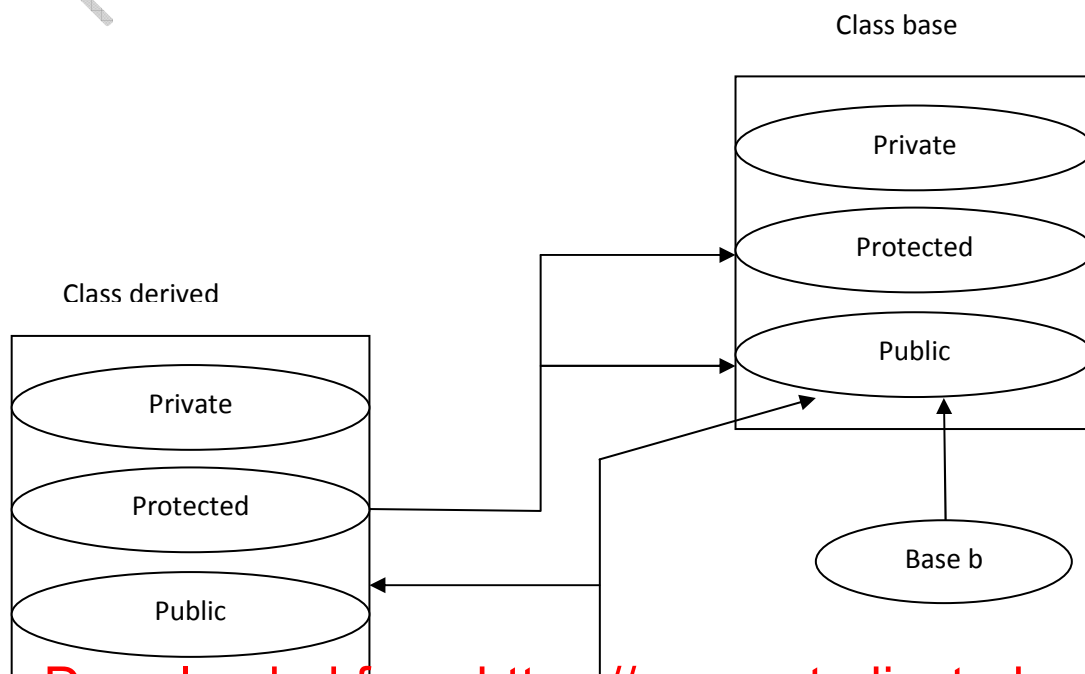 Class base
Private
Protected
Public
Base b
Class derived
Private
Protected
Public